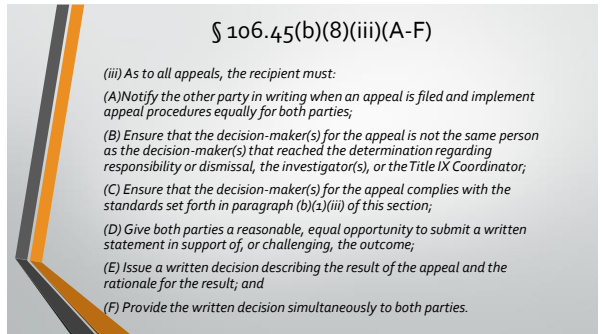 § 106.45(b)(8)(iii)(A-F)
(iii) As to all appeals, the recipient must:
(A)Notify the other party in writing when an appeal is filed and implement
appeal procedures equally for both parties;
(B) Ensure that the decision-maker(s) for the appeal is not the same person
as the decision-maker(s) that reached the determination regarding
responsibility or dismissal, the investigator(s), or the Title IX Coordinator;
(C) Ensure that the decision-maker(s) for the appeal complies with the
standards set forth in paragraph (b)(1)(iii) of this section;
(D) Give both parties a reasonable, equal opportunity to submit a written
statement in support of, or challenging, the outcome;
(E) Issue a written decision describing the result of the appeal and the
rationale for the result; and
(F) Provide the written decision simultaneously to both parties.